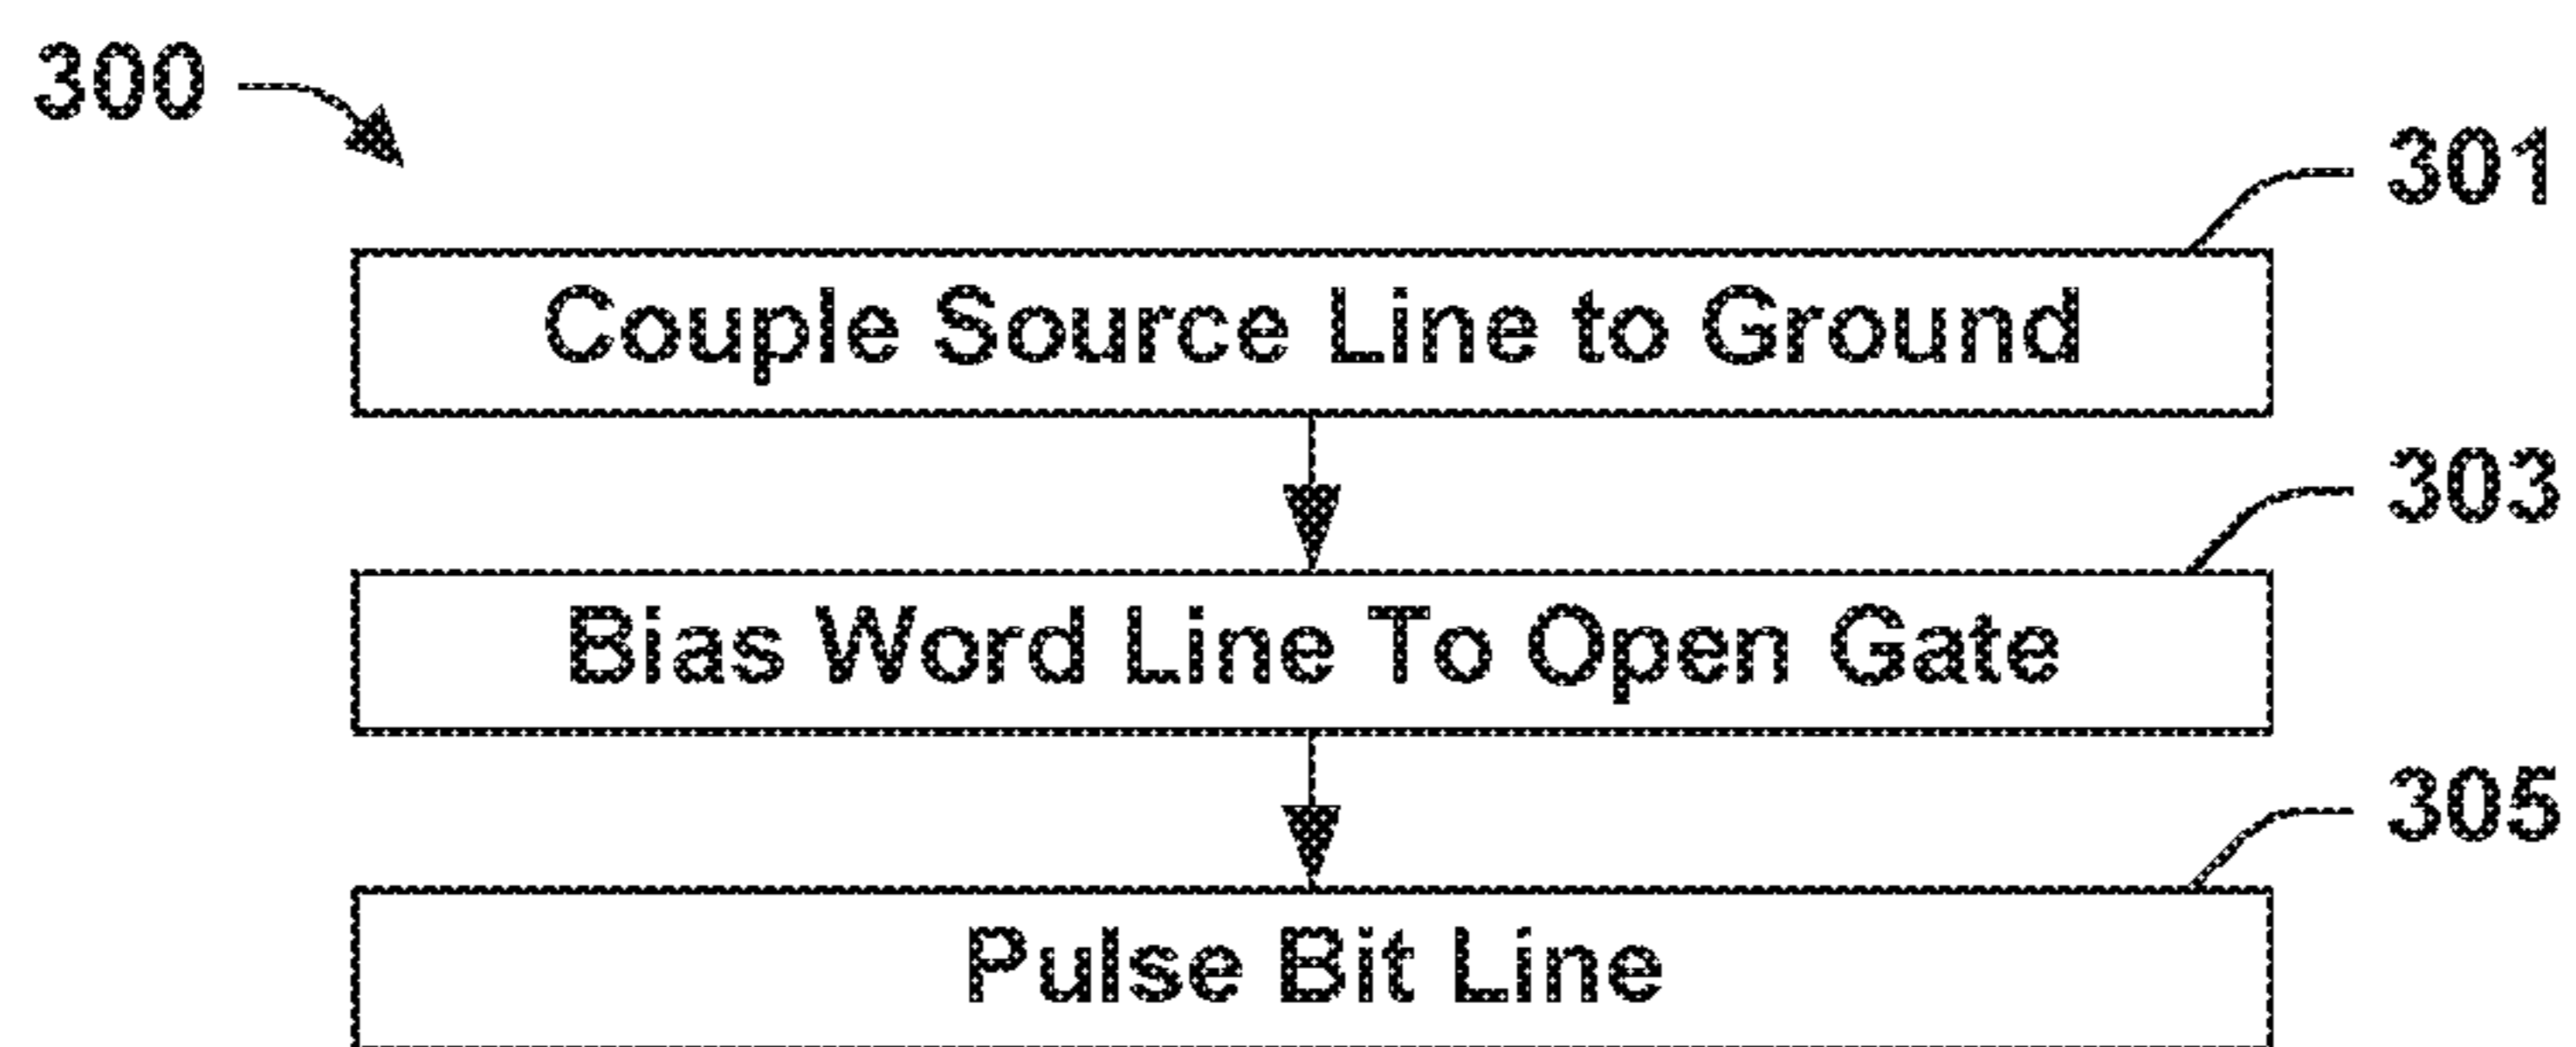 300
301
Couple Source Line to Ground
303
Bias Word Line To Open Gate
305
Pulse Bit Line